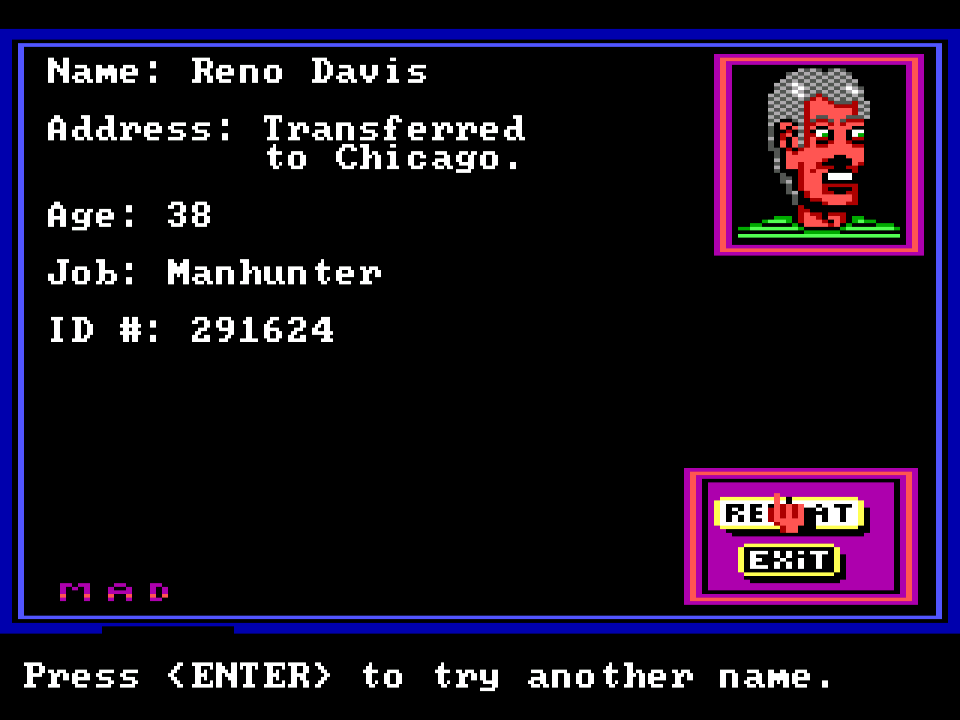 Name: Reno Davis
Address: Transferred
to Chicago.
Age: 38
Job: Manhunter
ID #: 291624
EXiT
MAD
Press <ENTER> to try another name.